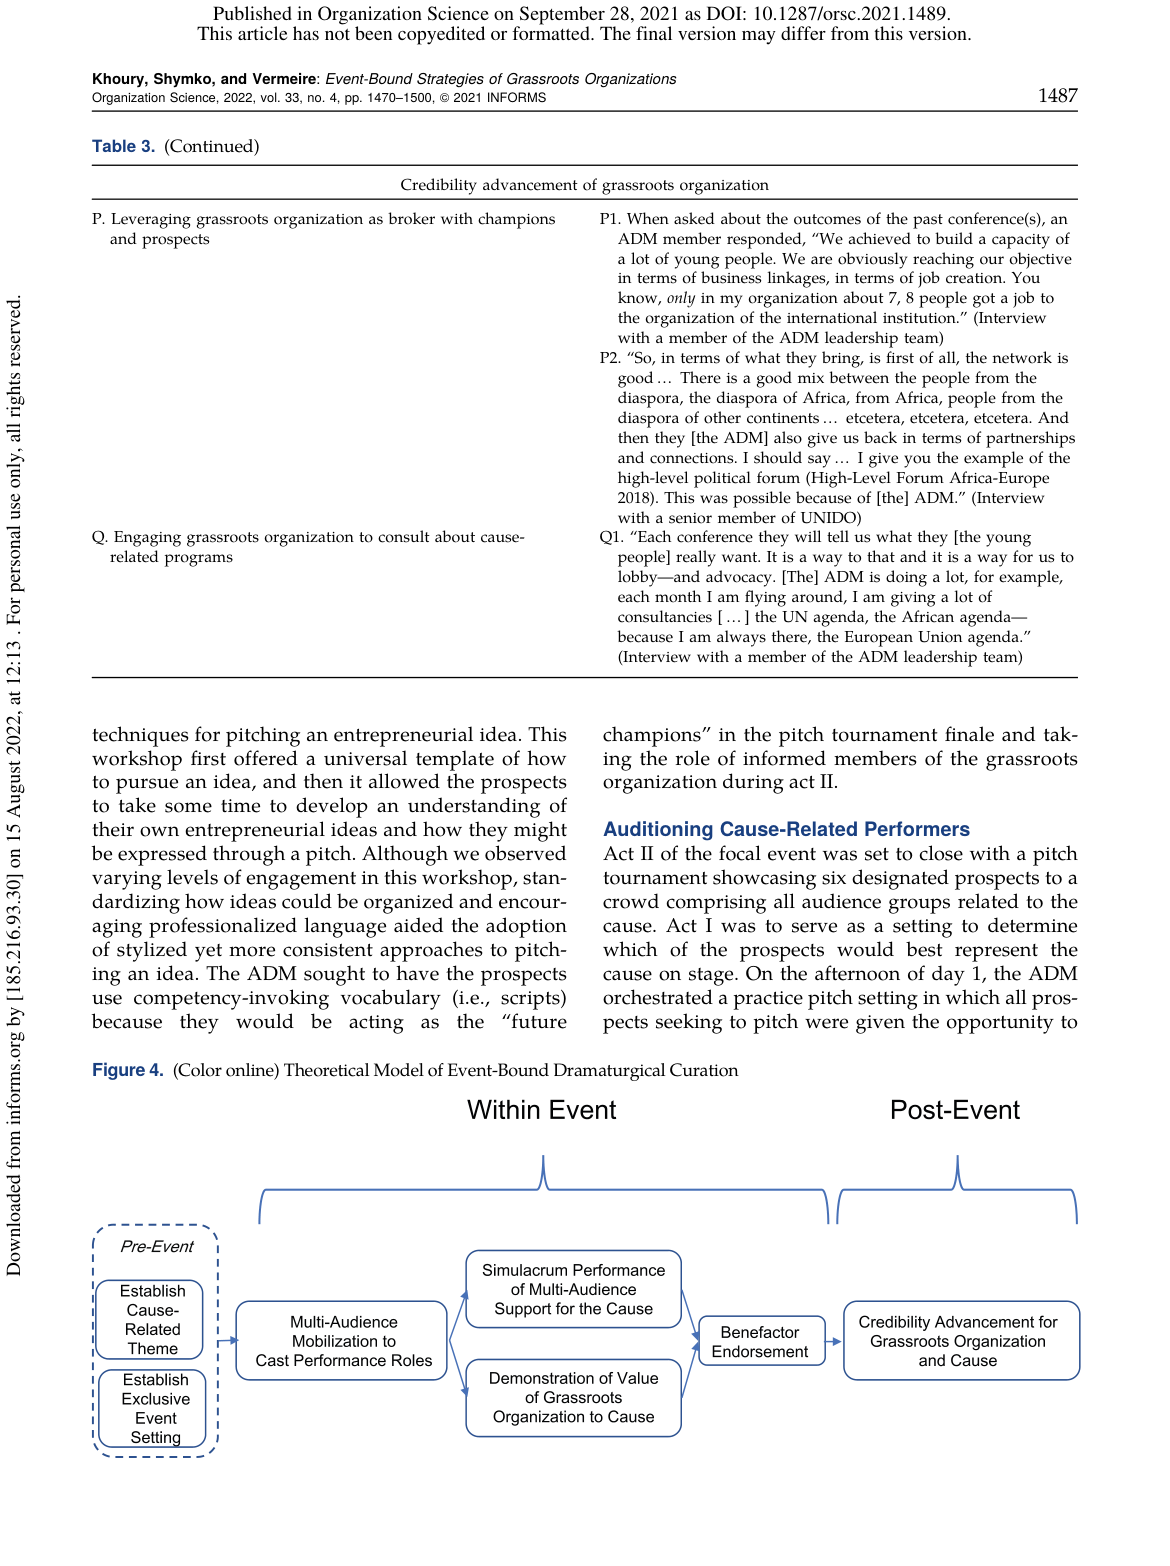 Published in Organization Science on September 28, 2021 as DOI: 10.1287/orsc.2021.1489.
This article has not been copyedited or formatted. The final version may differ from this version.
Khoury, Shymko, and Vermeire: Event-Bound Strategies of Grassroots Organizations
Organization Science, 2022, vol. 33, no. 4, pp. 1470–1500, © 2021 INFORMS
1487
Table 3. (Continued)
Credibility advancement of grassroots organization
P. Leveraging grassroots organization as broker with champions
and prospects
P1. When asked about the outcomes of the past conference(s), an
ADM member responded, “We achieved to build a capacity of
a lot of young people. We are obviously reaching our objective
in terms of business linkages, in terms of job creation. You
know, only in my organization about 7, 8 people got a job to
the organization of the international institution.” (Interview
with a member of the ADM leadership team)
P2. “So, in terms of what they bring, is first of all, the network is
good… There is a good mix between the people from the
diaspora, the diaspora of Africa, from Africa, people from the
diaspora of other continents… etcetera, etcetera, etcetera. And
then they [the ADM] also give us back in terms of partnerships
and connections. I should say… I give you the example of the
high-level political forum (High-Level Forum Africa-Europe
2018). This was possible because of [the] ADM.” (Interview
with a senior member of UNIDO)
Q. Engaging grassroots organization to consult about cause-
related programs
Q1. “Each conference they will tell us what they [the young
people] really want. It is a way to that and it is a way for us to
lobby—and advocacy. [The] ADM is doing a lot, for example,
each month I am flying around, I am giving a lot of
consultancies […] the UN agenda, the African agenda—
because I am always there, the European Union agenda.”
(Interview with a member of the ADM leadership team)
techniques for pitching an entrepreneurial idea. This
workshop first offered a universal template of how
to pursue an idea, and then it allowed the prospects
to take some time to develop an understanding of
their own entrepreneurial ideas and how they might
be expressed through a pitch. Although we observed
varying levels of engagement in this workshop, stan-
dardizing how ideas could be organized and encour-
aging professionalized language aided the adoption
of stylized yet more consistent approaches to pitch-
ing an idea. The ADM sought to have the prospects
use competency-invoking vocabulary (i.e., scripts)
because they would be acting as the “future
champions” in the pitch tournament finale and tak-
ing the role of informed members of the grassroots
organization during act II.
Auditioning Cause-Related Performers
Act II of the focal event was set to close with a pitch
tournament showcasing six designated prospects to a
crowd comprising all audience groups related to the
cause. Act I was to serve as a setting to determine
which of the prospects would best represent the
cause on stage. On the afternoon of day 1, the ADM
orchestrated a practice pitch setting in which all pros-
pects seeking to pitch were given the opportunity to
Figure 4. (Color online) Theoretical Model of Event-Bound Dramaturgical Curation
Within Event
Post-Event
Pre-Event
Establish
Cause-
Related
Theme
Establish
Exclusive
Event
Setting
Multi-Audience
Mobilization to
Cast Performance Roles
Simulacrum Performance
of Multi-Audience
Support for the Cause
Demonstration of Value
of Grassroots
Organization to Cause
Benefactor
Endorsement
Credibility Advancement for
Grassroots Organization
and Cause
Downloaded from informs.org by [185.216.93.30] on 15 August 2022, at 12:13 . For personal use only, all rights reserved.